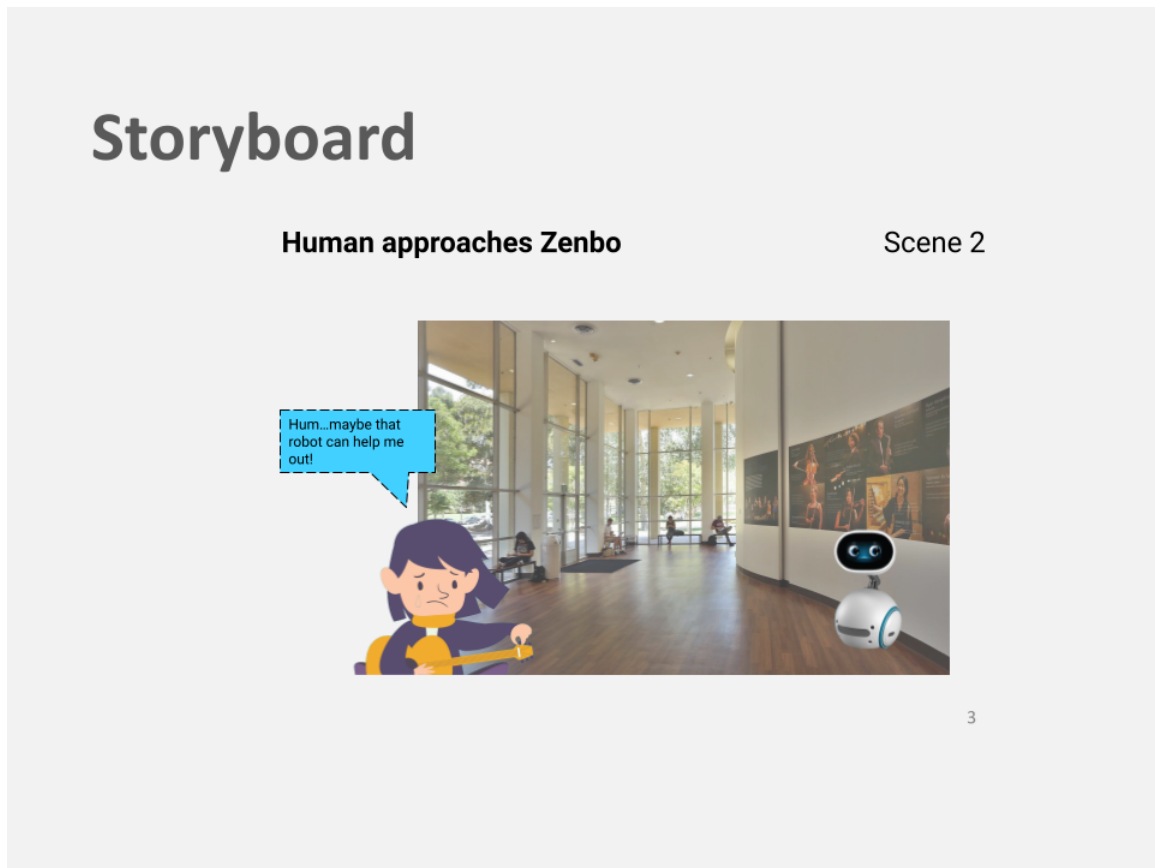 Storyboard
Human approaches Zenbo
Scene 2
Hum...maybe that
robot can help me
out!
3